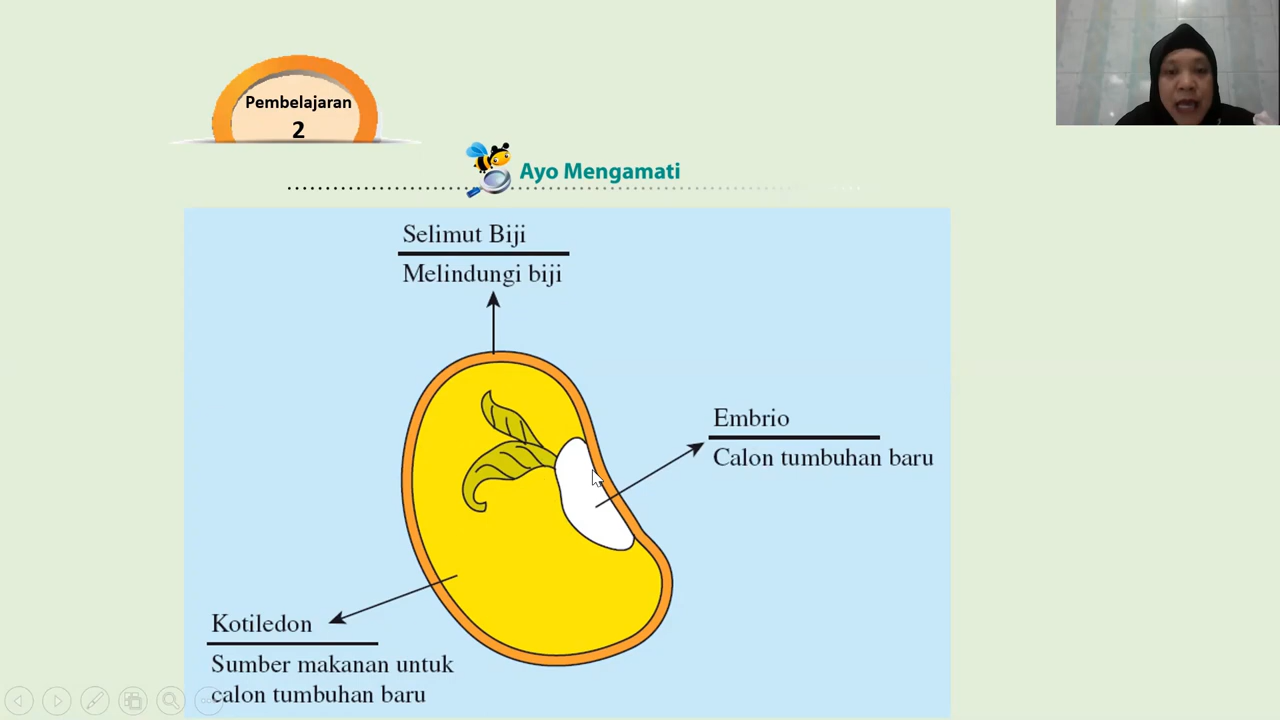 Pembelajaran
2
Ayo Mengamati
Selimut Biji
Melindungi biji
Embrio
Calon tumbuhan baru
Kotiledon
Sumber makanan untuk
calon tumbuhan baru